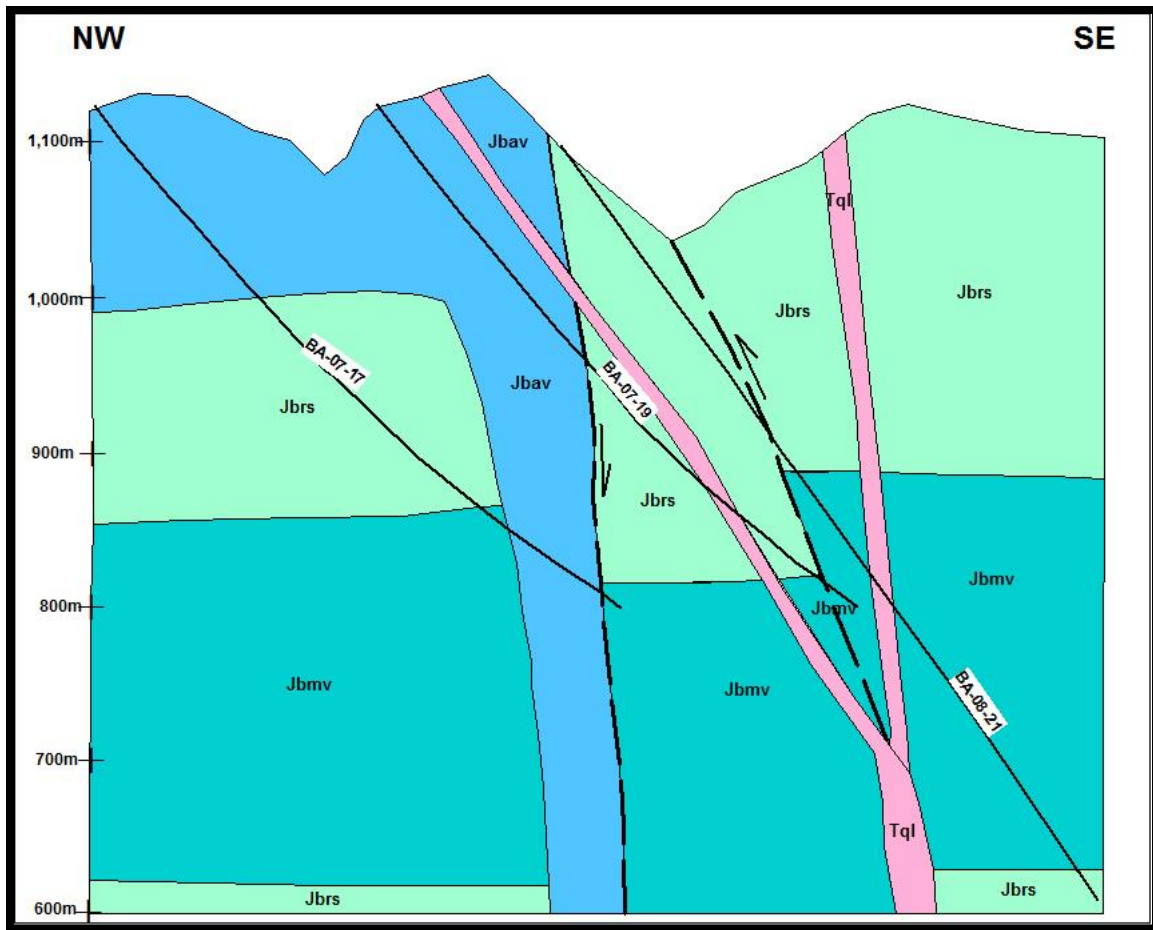 NW
SE
1,100m
Jbav
Tql
1,000m
Jbrs
Jbrs
BA-07-17
Jbav
BA-07-19
Jbrs
900m
Jbrs
Jbmv
800m
Jbmv
Jbmv
Jbmv
BA-08-21
700m
Tql
600m
Jbrs
Jbrs